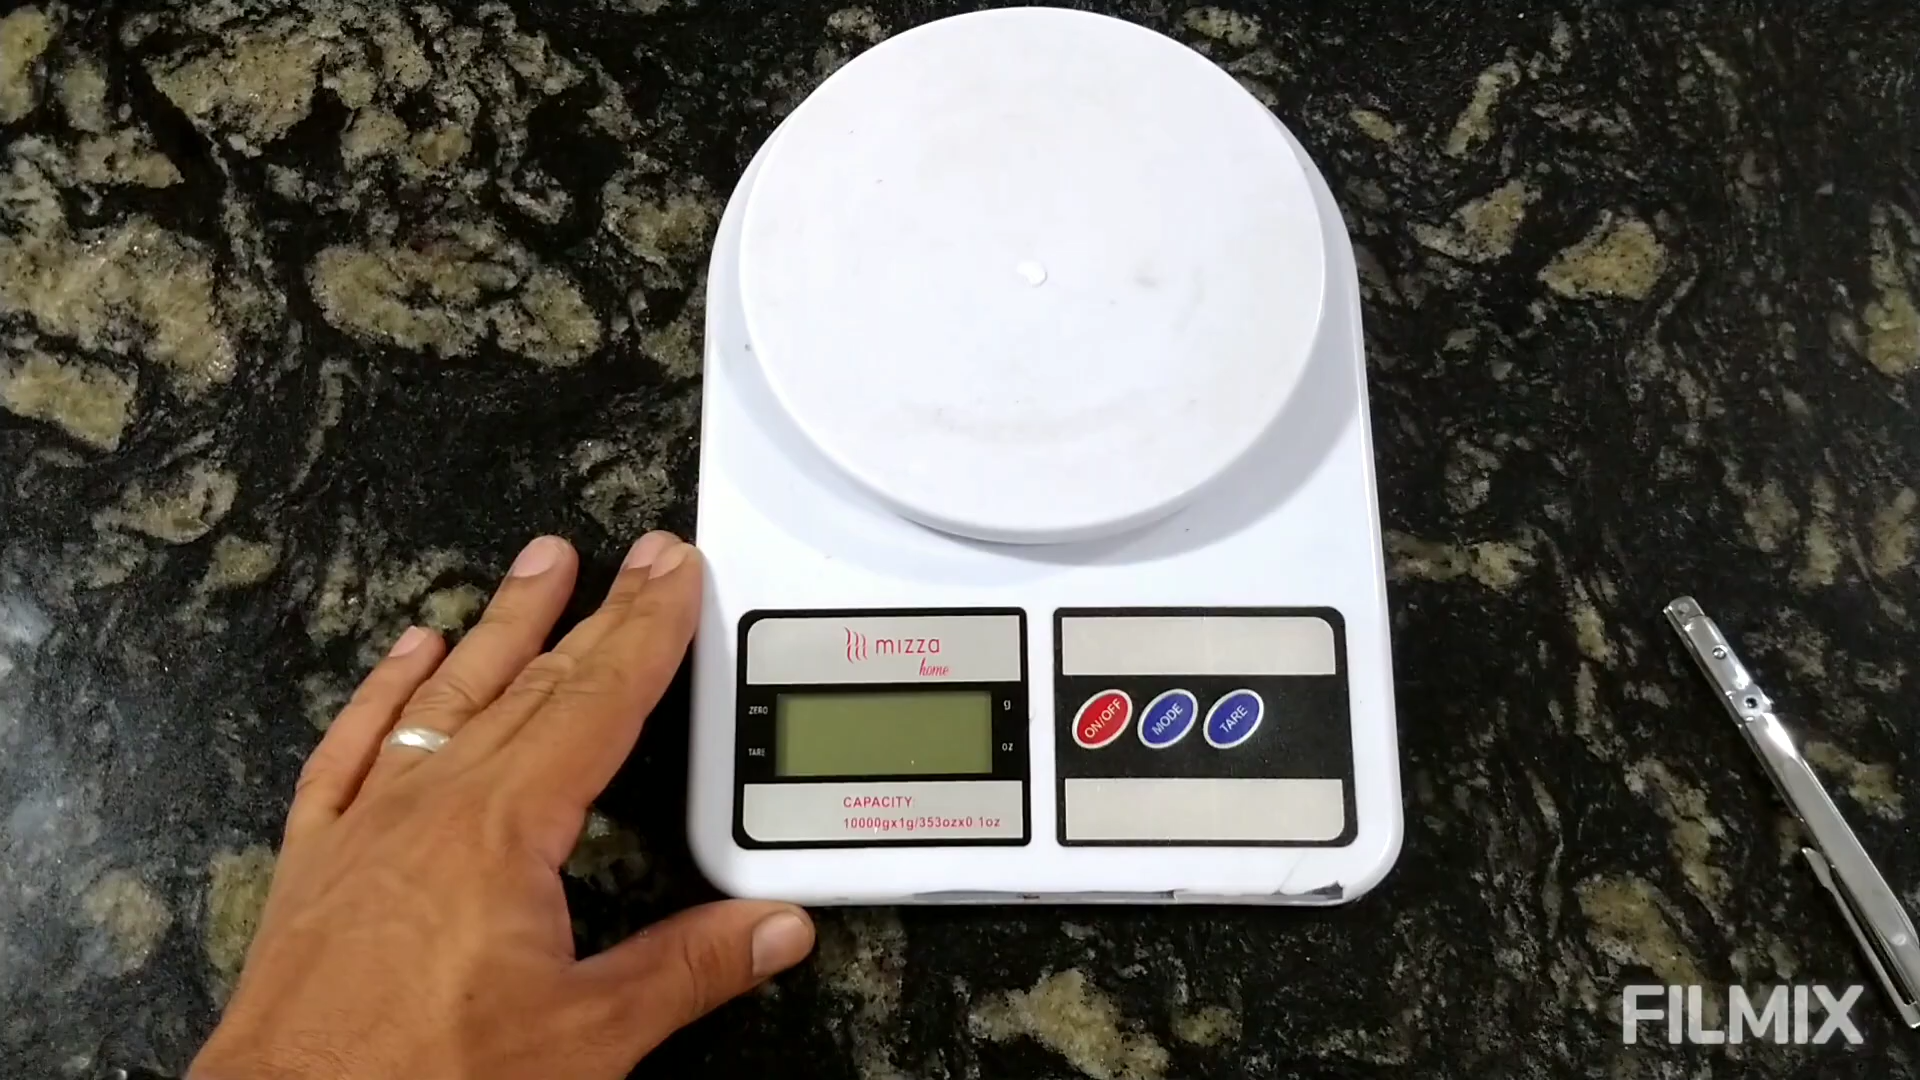 mizza
home
ZERO
g
TARE
oz
CAPACITY:
10000gx1g/353ozx0.1oz
ON/OFF
MODE
TARE
FILMIX